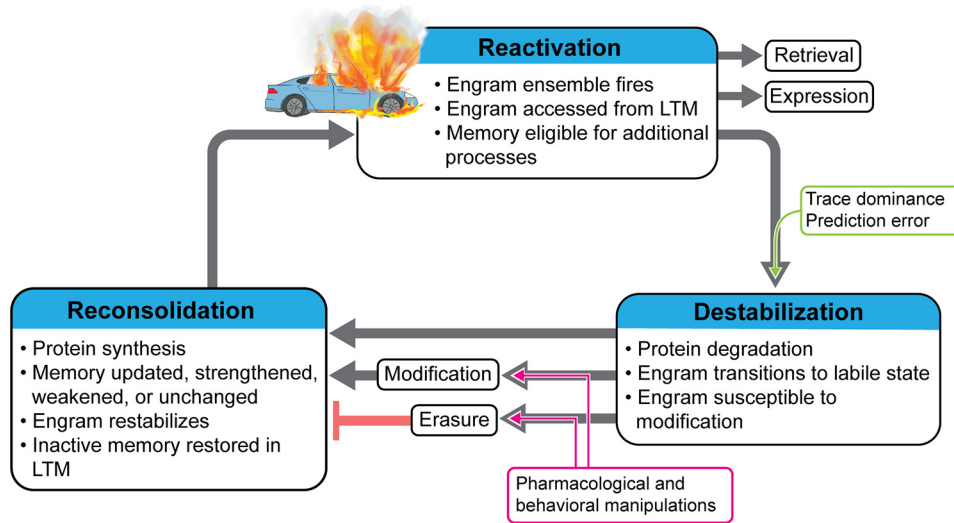 Reactivation
• Engram ensemble fires
• Engram accessed from LTM
• Memory eligible for additional
processes
Retrieval
Expression
Trace dominance
Prediction error
Destabilization
• Protein degradation
• Engram transitions to labile state
• Engram susceptible to
modification
Modification
Erasure
Pharmacological and
behavioral manipulations
Reconsolidation
• Protein synthesis
• Memory updated, strengthened,
weakened, or unchanged
• Engram restabilizes
• Inactive memory restored in
LTM